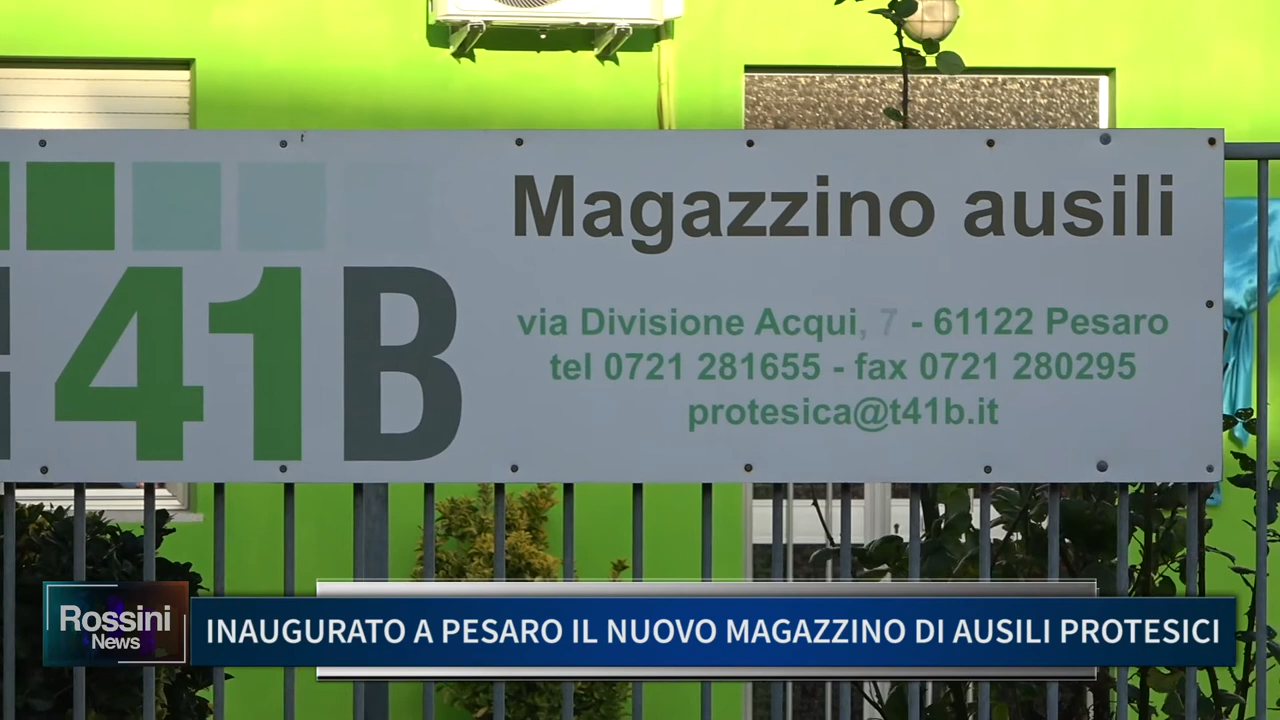 Magazzino ausili
41B
via Divisione Acqui, 7 - 61122 Pesaro
tel 0721 281655 - fax 0721 280295
protesica@t41b.it
Rossini
News
INAUGURATO A PESARO IL NUOVO MAGAZZINO DI AUSILI PROTESICI